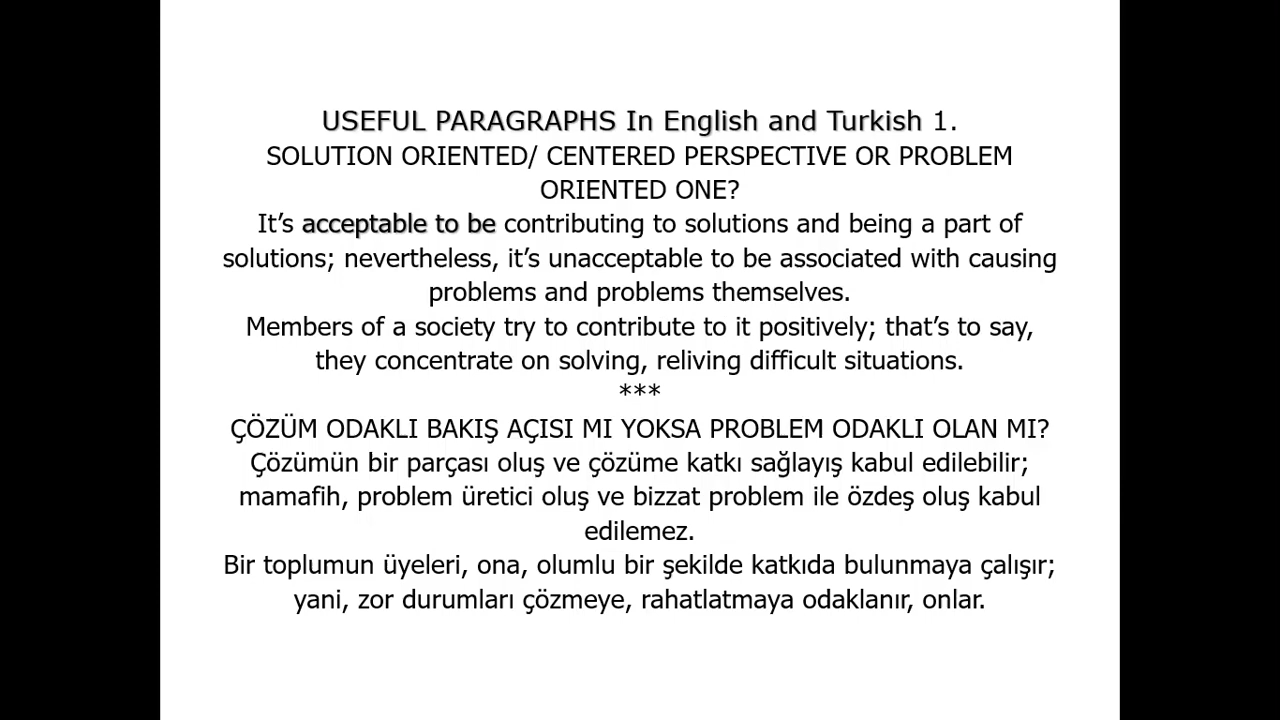 USEFUL PARAGRAPHS In English and Turkish 1.
SOLUTION ORIENTED/ CENTERED PERSPECTIVE OR PROBLEM
ORIENTED ONE?
It’s acceptable to be contributing to solutions and being a part of
solutions; nevertheless, it’s unacceptable to be associated with causing
problems and problems themselves.
Members of a society try to contribute to it positively; that’s to say,
they concentrate on solving, reliving difficult situations.
***
ÇÖZÜM ODAKLI BAKIŞ AÇISI MI YOKSA PROBLEM ODAKLI OLAN MI?
Çözümün bir parçası oluş ve çözüme katkı sağlayış kabul edilebilir;
mamafih, problem üretici oluş ve bizzat problem ile özdeş oluş kabul
edilemez.
Bir toplumun üyeleri, ona, olumlu bir şekilde katkıda bulunmaya çalışır;
yani, zor durumları çözmeye, rahatlatmaya odaklanır, onlar.